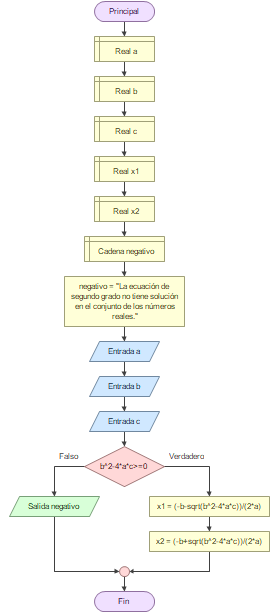 Principal
Real a
Real b
Real c
Real x1
Real x2
Cadena negativo
negativo = "La ecuación de
segundo grado no tiene solución
en el conjunto de los números
reales."
Entrada a
Entrada b
Entrada c
b^2-4*a*c>=0
Falso
Verdadero
Salida negativo
x1 = (-b-sqrt(b^2-4*a*c))/(2*a)
x2 = (-b+sqrt(b^2-4*a*c))/(2*a)
Fin